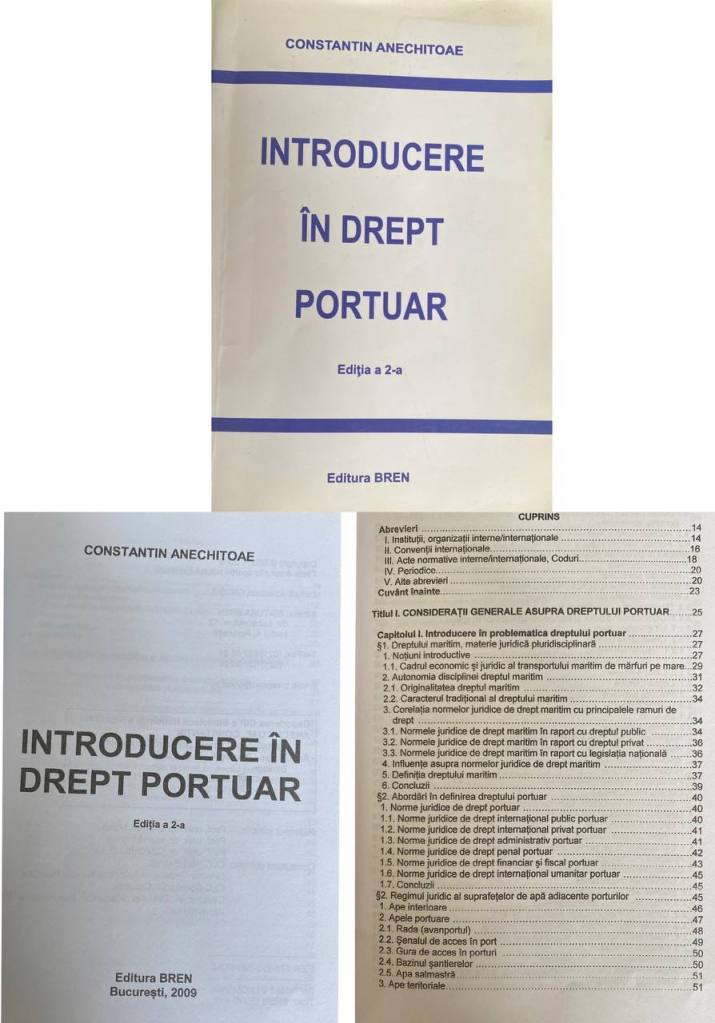 CONSTANTIN ANECHITOAE
INTRODUCERE
ÎN DREPT
PORTUAR
Ediţia a 2-a
Editura BREN
CONSTANTIN ANECHITOAE
INTRODUCERE ÎN
DREPT PORTUAR
Ediţia a 2-a
Editura BREN
Bucureşti, 2009
CUPRINS
Abrevieri ... 14
I. Instituţii, organizaţii interne/internaţionale ... 14
II. Convenţii internaţionale ... 16
III. Acte normative interne/internaţionale, Coduri ... 18
IV. Periodice ... 20
V. Alte abrevieri ... 20
Cuvânt înainte ... 23
Titlul I. CONSIDERAŢII GENERALE ASUPRA DREPTULUI PORTUAR ... 25
Capitolul I. Introducere în problematica dreptului portuar ... 27
§1. Dreptului maritim, materie juridică pluridisciplinară ... 27
1. Noţiuni introductive ... 27
1.1. Cadrul economic şi juridic al transportului maritim de mărfuri pe mare ... 29
2. Autonomia disciplinei dreptul maritim ... 31
2.1. Originalitatea dreptul maritim ... 32
2.2. Caracterul tradiţional al dreptului maritim ... 34
3. Corelaţia normelor juridice de drept maritim cu principalele ramuri de
drept ... 34
3.1. Normele juridice de drept maritim în raport cu dreptul public ... 34
3.2. Normele juridice de drept maritim în raport cu dreptul privat ... 36
3.3. Normele juridice de drept maritim în raport cu legislaţia naţională ... 36
4. Influenţe asupra normelor juridice de drept maritim ... 37
5. Definiţia dreptului maritim ... 37
6. Concluzii ... 39
§2. Abordări în definirea dreptului portuar ... 40
1. Norme juridice de drept portuar ... 40
1.1. Norme juridice de drept internaţional public portuar ... 40
1.2. Norme juridice de drept internaţional privat portuar ... 41
1.3. Norme juridice de drept administrativ portuar ... 41
1.4. Norme juridice de drept penal portuar ... 42
1.5. Norme juridice de drept financiar şi fiscal portuar ... 43
1.6. Norme juridice de drept internaţional umanitar portuar ... 45
1.7. Concluzii ... 45
§2. Regimul juridic al suprafeţelor de apă adiacente porturilor ... 45
1. Ape interioare ... 46
2. Apele portuare ... 47
2.1. Rada (avanportul) ... 48
2.2. Şenalul de acces în port ... 49
2.3. Gura de acces în porturi ... 50
2.4. Bazinul şantierelor ... 50
2.5. Apa salmastră ... 51
3. Ape teritoriale ... 51